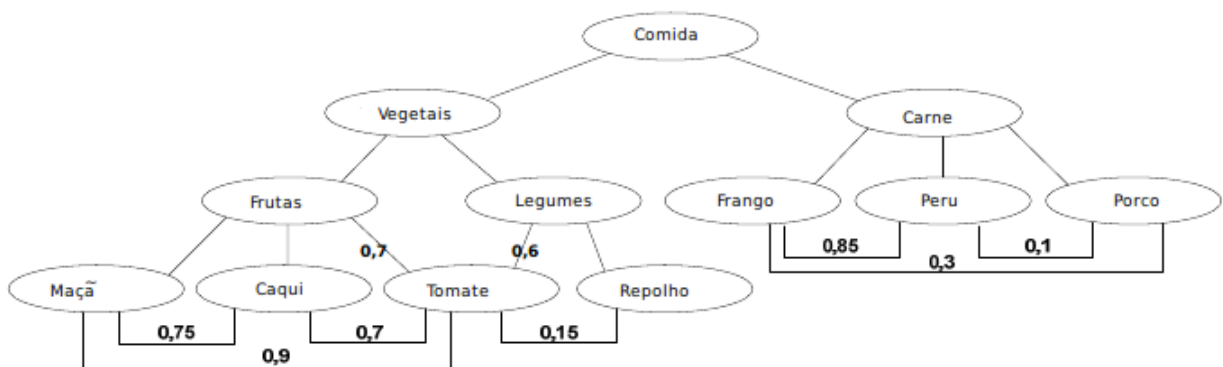 Comida
Vegetais
Carne
Frutas
Legumes
Frango
Peru
Porco
0,7
0,6
0,85
0,1
0,3
Maçã
Caqui
Tomate
Repolho
0,75
0,7
0,15
0,9